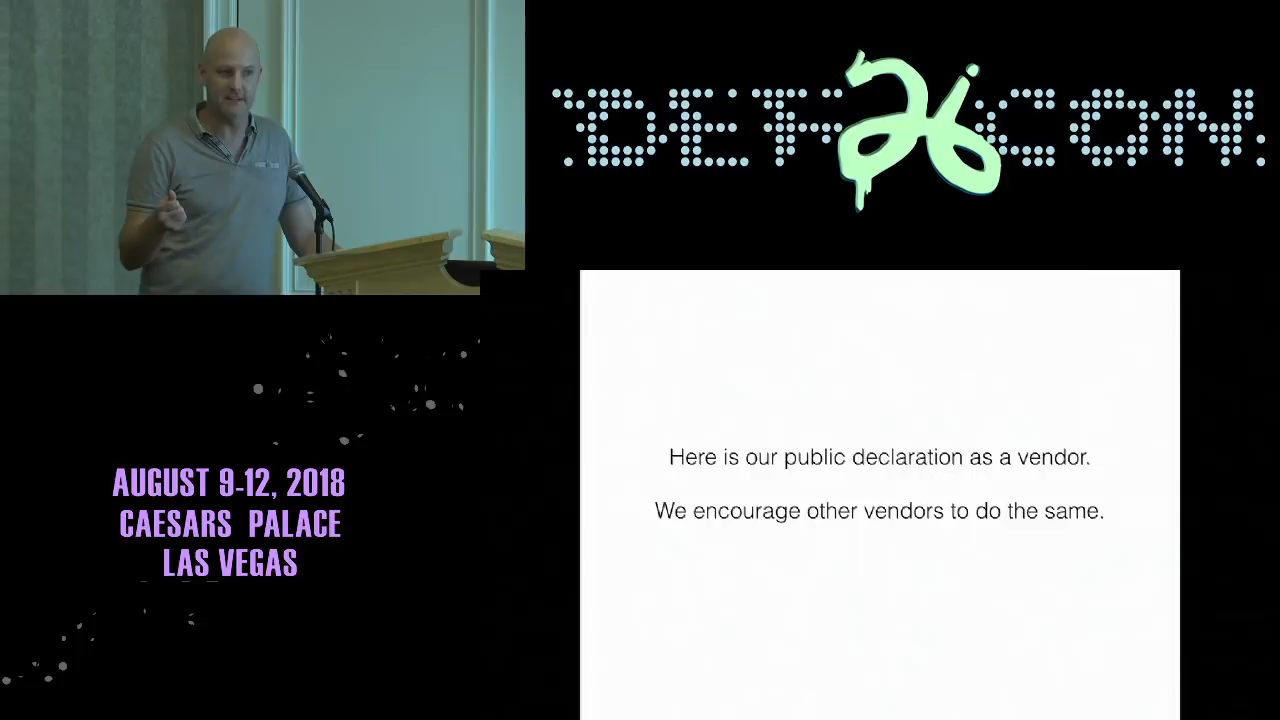 DEF 26 CON
Here is our public declaration as a vendor.
We encourage other vendors to do the same.
AUGUST 9-12, 2018
CAESARS PALACE
LAS VEGAS